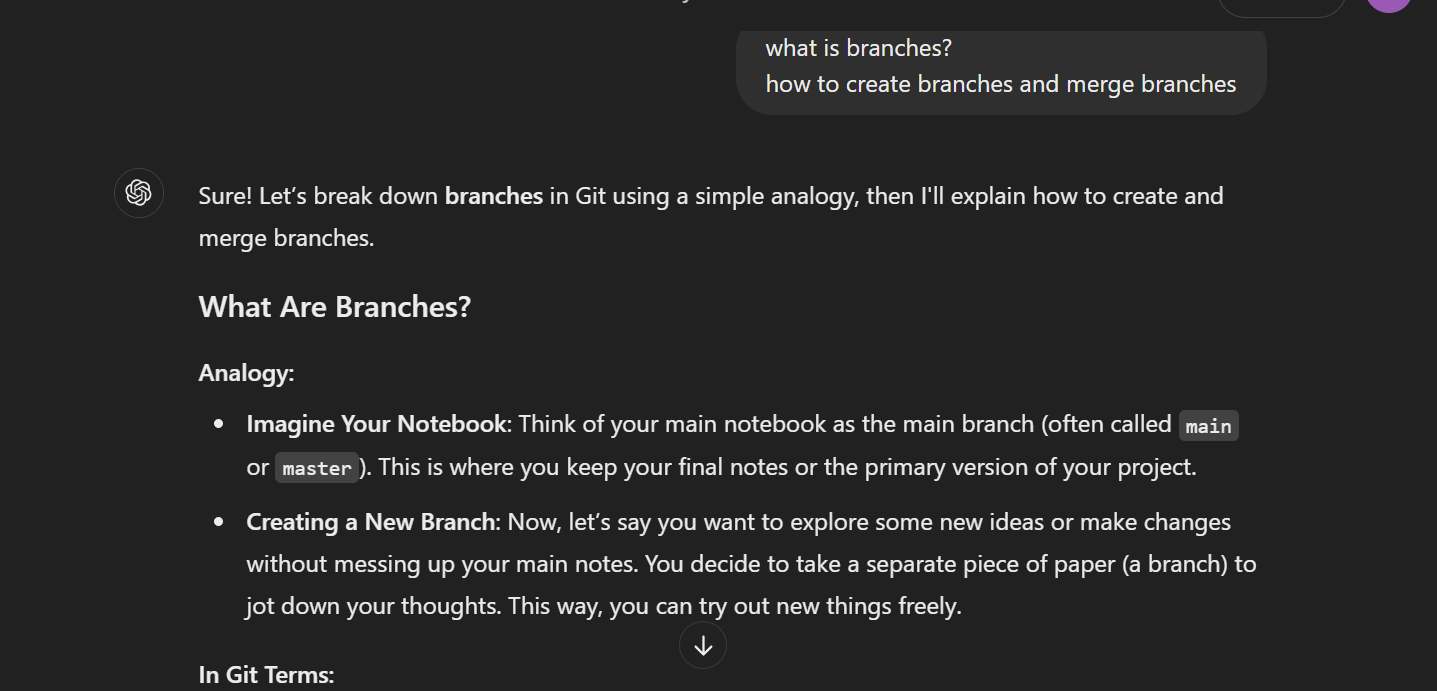 what is branches?
how to create branches and merge branches
Sure! Let’s break down branches in Git using a simple analogy, then I'll explain how to create and
merge branches.
What Are Branches?
Analogy:
Imagine Your Notebook: Think of your main notebook as the main branch (often called main
or master). This is where you keep your final notes or the primary version of your project.
Creating a New Branch: Now, let’s say you want to explore some new ideas or make changes
without messing up your main notes. You decide to take a separate piece of paper (a branch) to
jot down your thoughts. This way, you can try out new things freely.
In Git Terms: